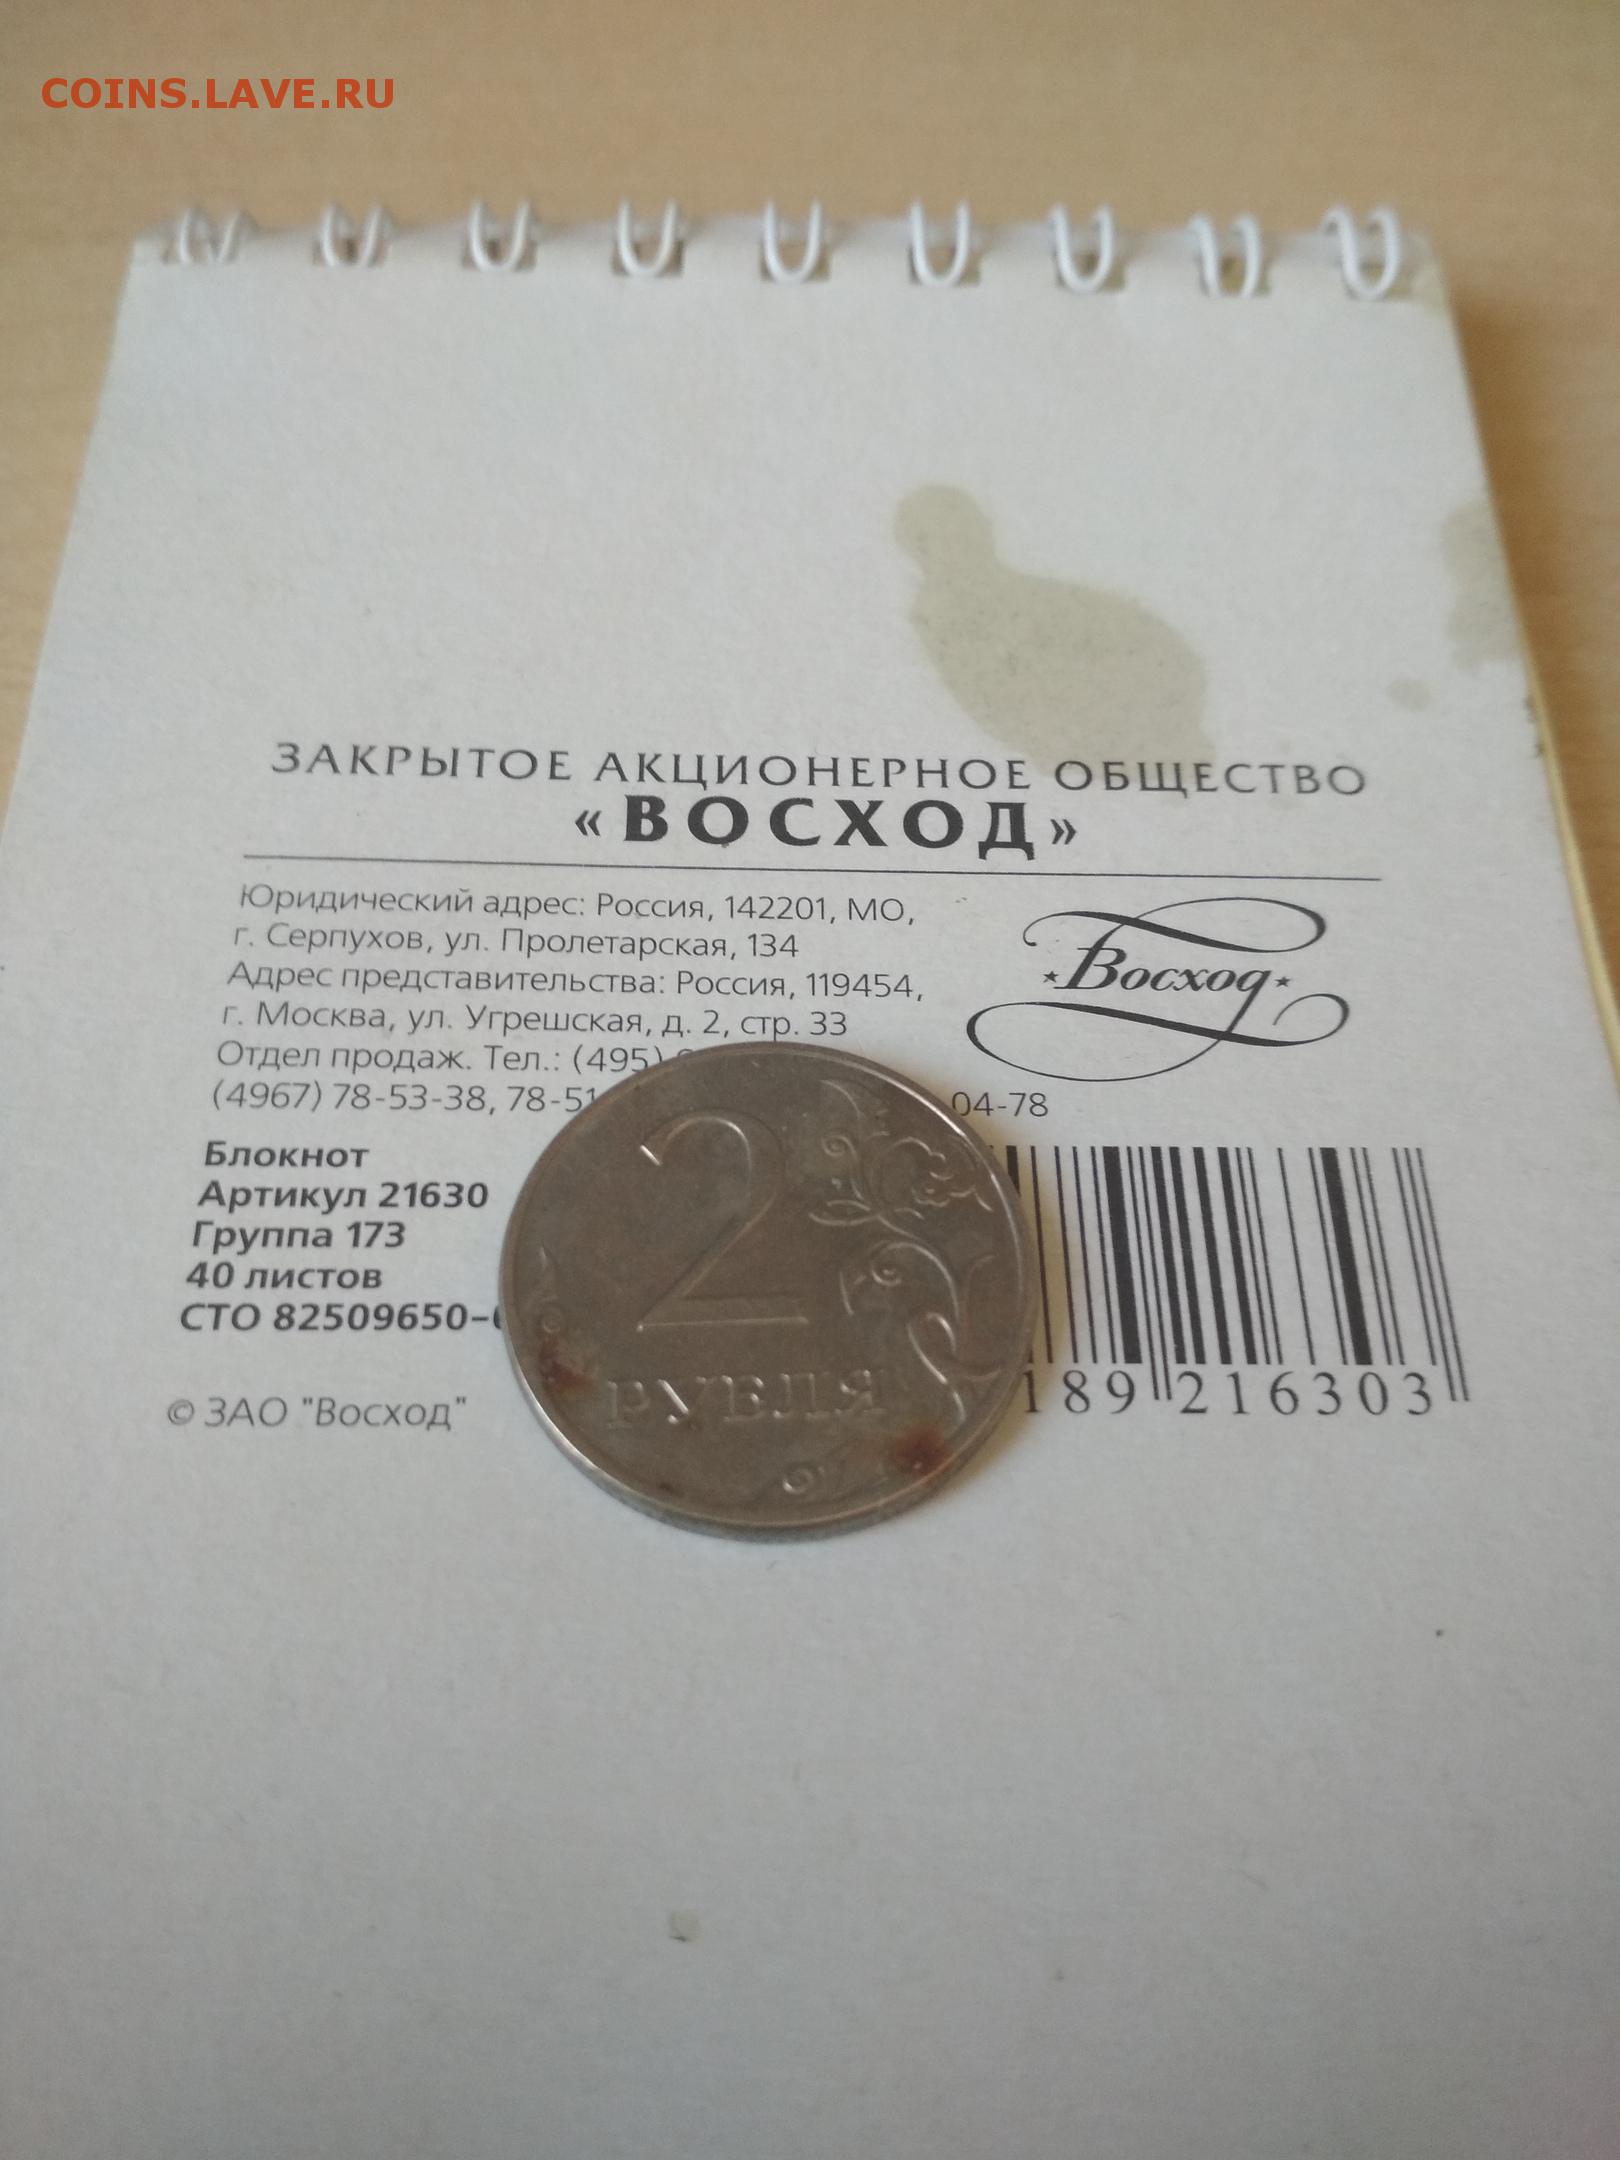 COINS.LAVE.RU
ЗАКРЫТОЕ АКЦИОНЕРНОЕ ОБЩЕСТВО
«ВОСХОД»
Юридический адрес: Россия, 142201, МО,
г. Серпухов, ул. Пролетарская, 134
Адрес представительства: Россия, 119454,
г. Москва, ул. Угрешская, д. 2, стр. 33
Отдел продаж. Тел.: (495)
(4967) 78-53-38, 78-51 04-78
Восход
Блокнот
Артикул 21630
Группа 173
40 листов
СТО 82509650-
© ЗАО "Восход"
189 216303
2
РУБЛЯ